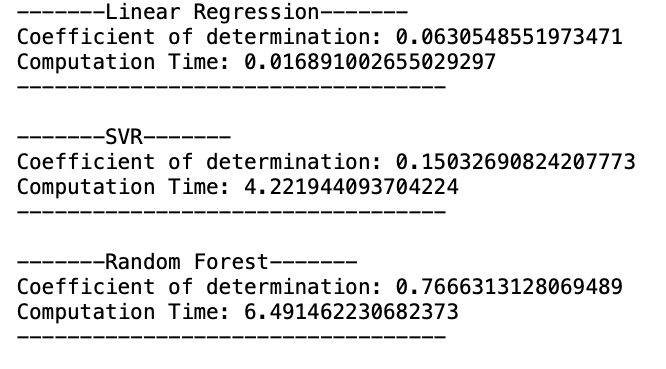 -------Linear Regression-------
Coefficient of determination: 0.0630548551973471
Computation Time: 0.016891002655029297
----------------------------------
-------SVR-------
Coefficient of determination: 0.15032690824207773
Computation Time: 4.221944093704224
----------------------------------
-------Random Forest-------
Coefficient of determination: 0.7666313128069489
Computation Time: 6.491462230682373
----------------------------------